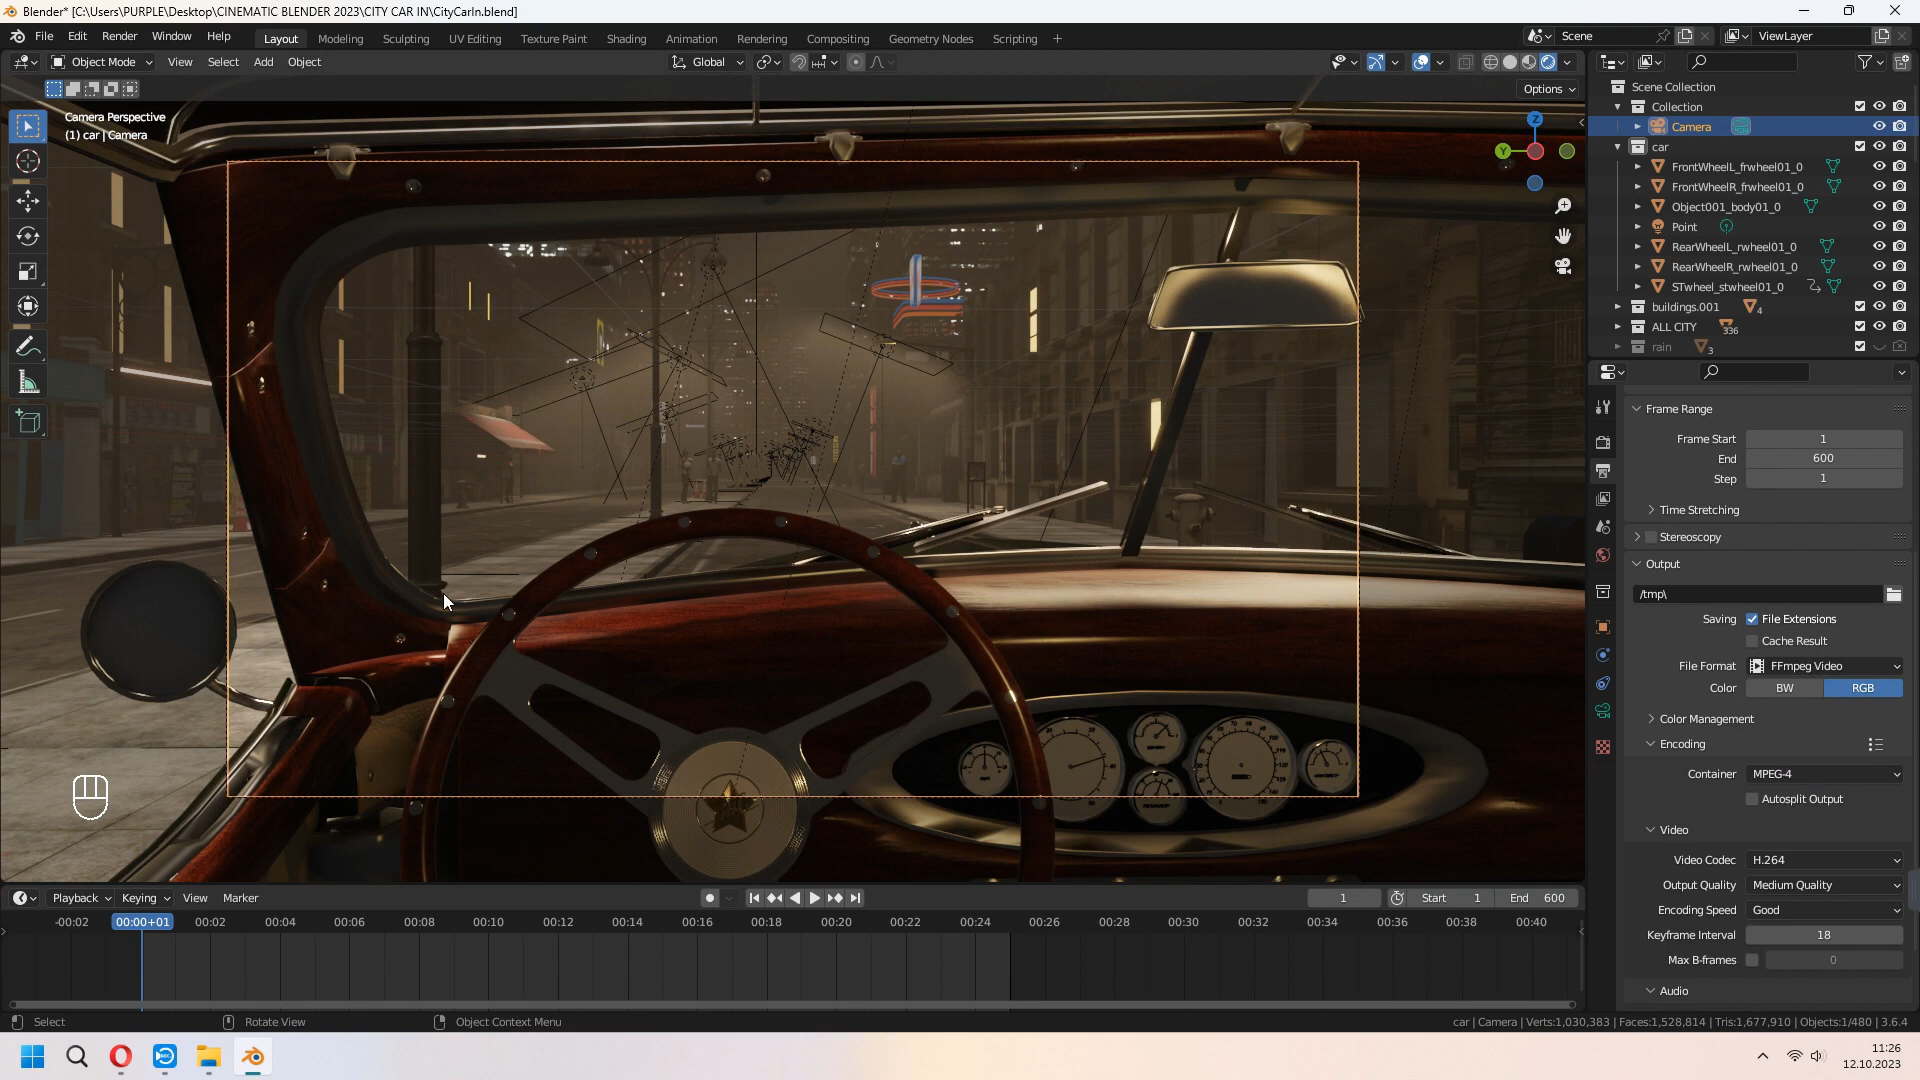 Blender* [C:\Users\PURPLE\Desktop\CINEMATIC BLENDER 2023\CITY CAR IN\CityCarIn.blend]
File Edit Render Window Help Layout Modeling Sculpting UV Editing Texture Paint Shading Animation Rendering Compositing Geometry Nodes Scripting + Scene ViewLayer
Object Mode View Select Add Object Global
Options
Camera Perspective
(1) car | Camera
Z
Y
Scene Collection
Collection
Camera
car
FrontWheelL_frwheel01_0
FrontWheelR_frwheel01_0
Object001_body01_0
Point
RearWheelL_rwheel01_0
RearWheelR_rwheel01_0
STwheel_stwheel01_0
buildings.001 4
ALL CITY 336
rain 3
Frame Range
Frame Start 1
End 600
Step 1
Time Stretching
Stereoscopy
Output
/tmp\
Saving File Extensions
Cache Result
File Format FFmpeg Video
Color BW RGB
Color Management
Encoding
Container MPEG-4
Autosplit Output
Video
Video Codec H.264
Output Quality Medium Quality
Encoding Speed Good
Keyframe Interval 18
Max B-frames 0
Audio
Playback Keying View Marker 1 Start 1 End 600
-00:02 00:00+01 00:02 00:04 00:06 00:08 00:10 00:12 00:14 00:16 00:18 00:20 00:22 00:24 00:26 00:28 00:30 00:32 00:34 00:36 00:38 00:40
Select Rotate View Object Context Menu car | Camera | Verts:1,030,383 | Faces:1,528,814 | Tris:1,677,910 | Objects:1/480 | 3.6.4
11:26
12.10.2023